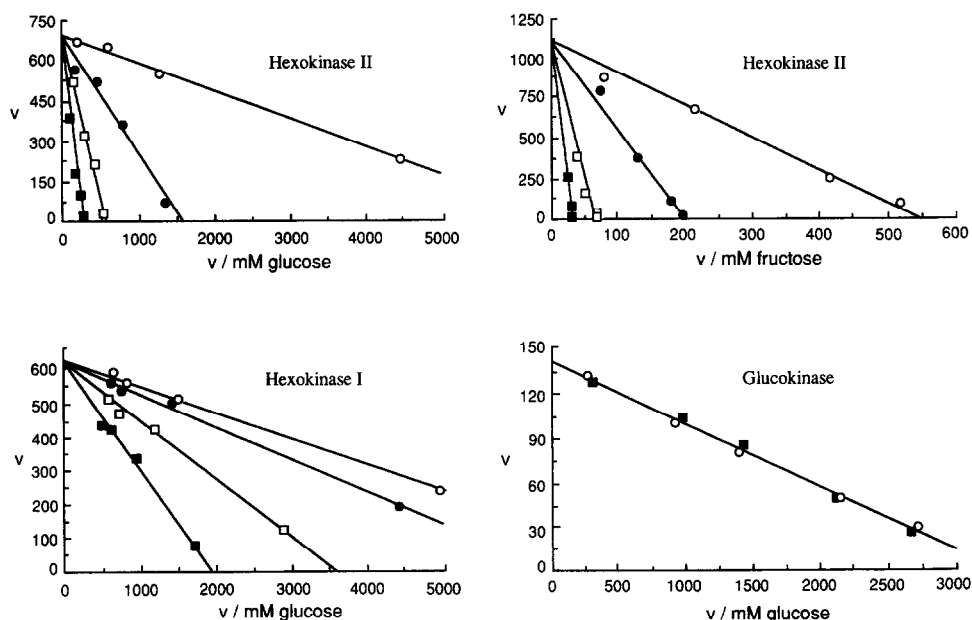 Hexokinase II
v
750
600
450
300
150
0
0 1000 2000 3000 4000 5000
v / mM glucose
Hexokinase II
v
1250
1000
750
500
250
0
0 100 200 300 400 500 600
v / mM fructose
Hexokinase I
v
600
500
400
300
200
100
0
0 1000 2000 3000 4000 5000
v / mM glucose
Glucokinase
v
150
120
90
60
30
0
0 500 1000 1500 2000 2500 3000
v / mM glucose